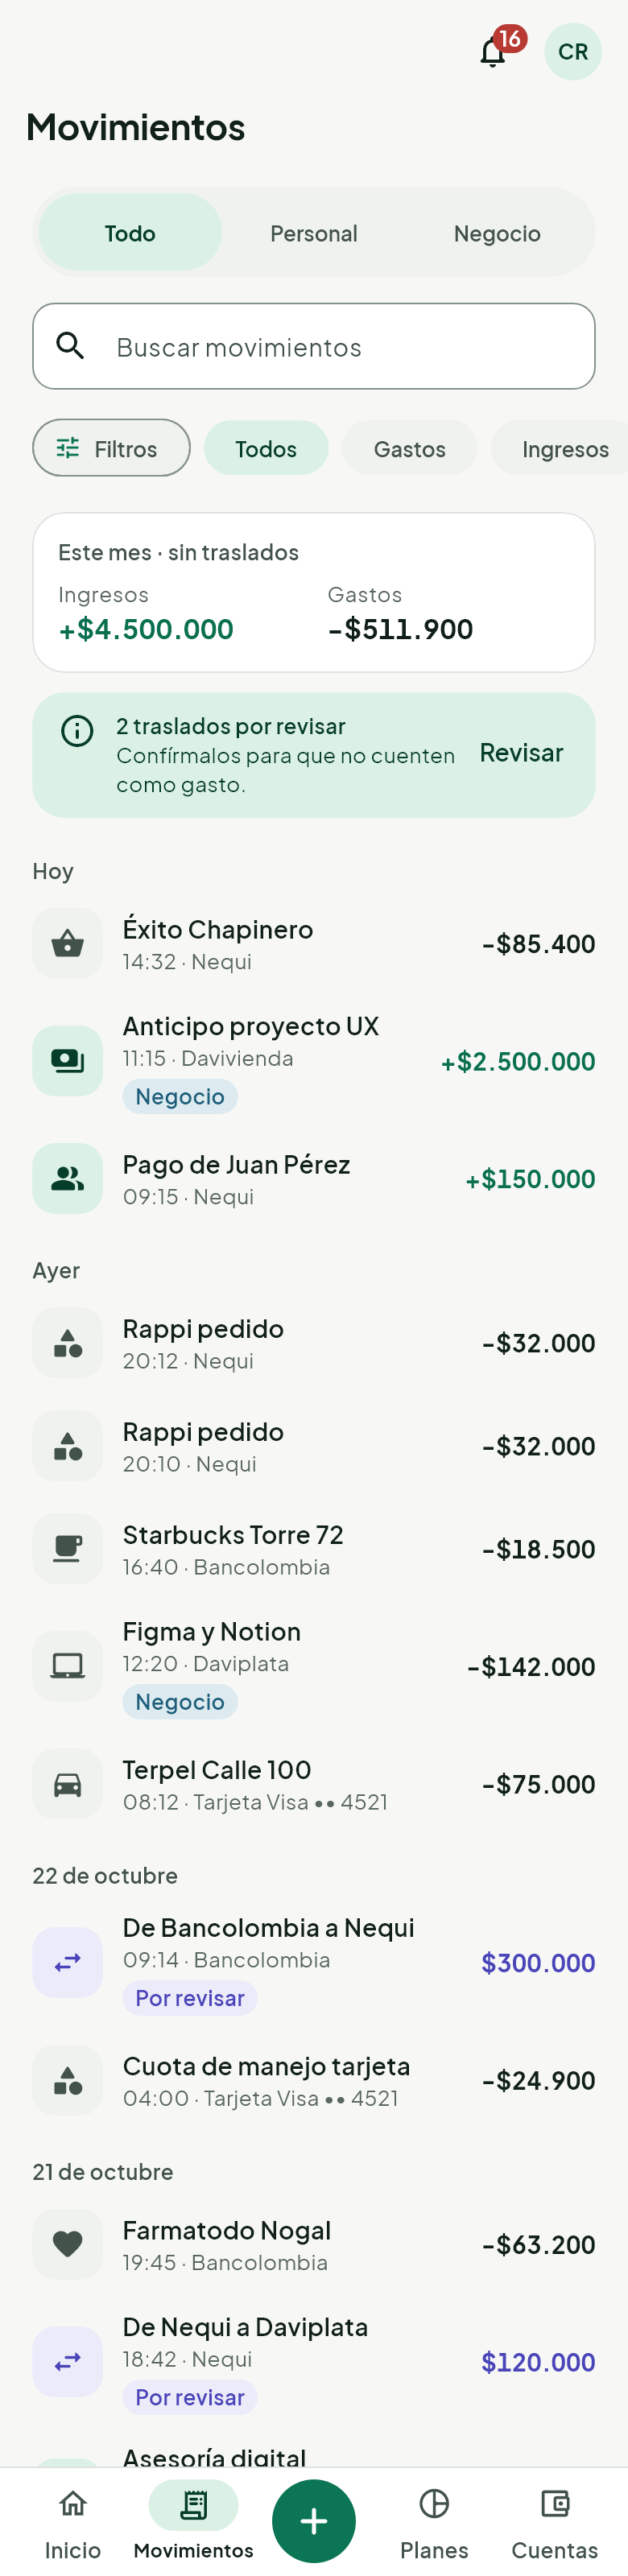 16
CR
Movimientos
Todo
Personal
Negocio
Buscar movimientos
Filtros
Todos
Gastos
Ingresos
Este mes · sin traslados
Ingresos
Gastos
+$4.500.000
-$511.900
2 traslados por revisar
Confírmalos para que no cuenten
como gasto.
Revisar
Hoy
Éxito Chapinero
14:32 · Nequi
-$85.400
Anticipo proyecto UX
11:15 · Davivienda
Negocio
+$2.500.000
Pago de Juan Pérez
09:15 · Nequi
+$150.000
Ayer
Rappi pedido
20:12 · Nequi
-$32.000
Rappi pedido
20:10 · Nequi
-$32.000
Starbucks Torre 72
16:40 · Bancolombia
-$18.500
Figma y Notion
12:20 · Daviplata
Negocio
-$142.000
Terpel Calle 100
08:12 · Tarjeta Visa •• 4521
-$75.000
22 de octubre
De Bancolombia a Nequi
09:14 · Bancolombia
Por revisar
$300.000
Cuota de manejo tarjeta
04:00 · Tarjeta Visa •• 4521
-$24.900
21 de octubre
Farmatodo Nogal
19:45 · Bancolombia
-$63.200
De Nequi a Daviplata
18:42 · Nequi
Por revisar
$120.000
Asesoría digital
Inicio
Movimientos
Planes
Cuentas